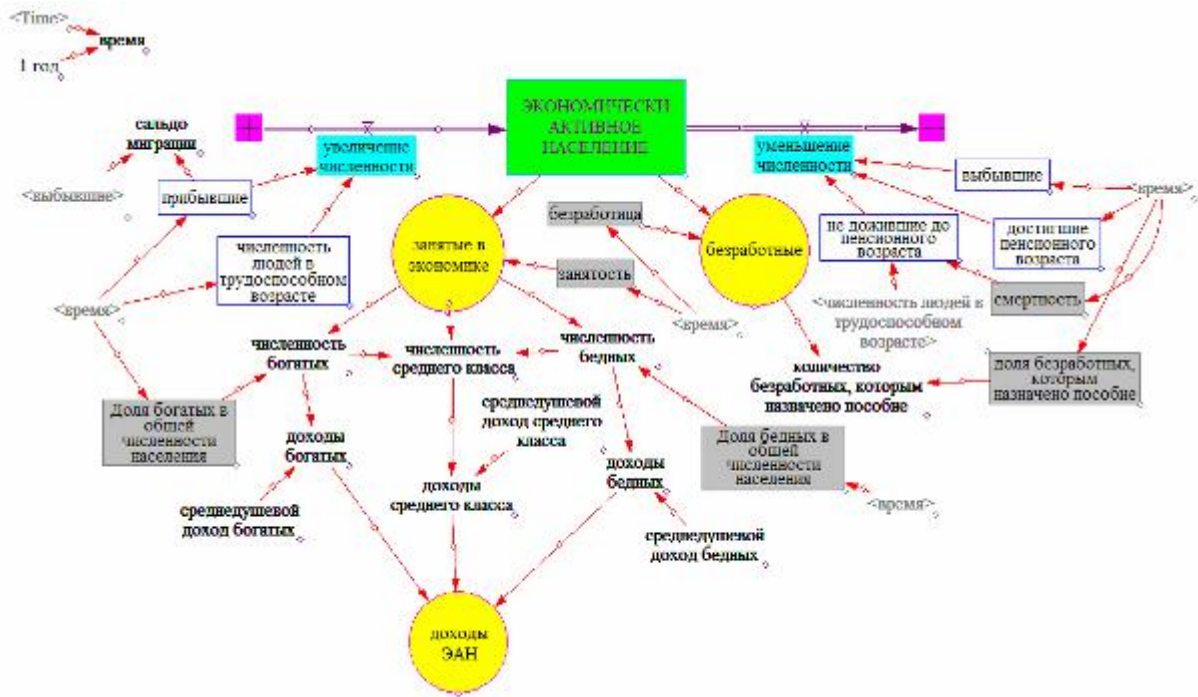 <Time>
время
1 год
ЭКОНОМИЧЕСКИ
АКТИВНОЕ
НАСЕЛЕНИЕ
сальдо
миграции
увеличение
численности
уменьшение
численности
<выбывшие>
прибывшие
выбывшие
<время>
безработица
занятые в
экономике
безработные
не дожившие до
пенсионного
возраста
достигшие
пенсионного
возраста
численность
людей в
трудоспособном
возрасте
занятость
смертность
<время>
<время>
<численность людей в
трудоспособном
возрасте>
численность
богатых
численность
среднего класса
численность
бедных
количество
безработных, которым
назначено пособие
доля безработных,
которым
назначено пособие
Доля богатых в
общей
численности
населения
среднедушевой
доход среднего
класса
доходы
богатых
Доля бедных в
общей
численности
населения
доходы
бедных
доходы
среднего класса
<время>
среднедушевой
доход богатых
среднедушевой
доход бедных
доходы
ЭАН